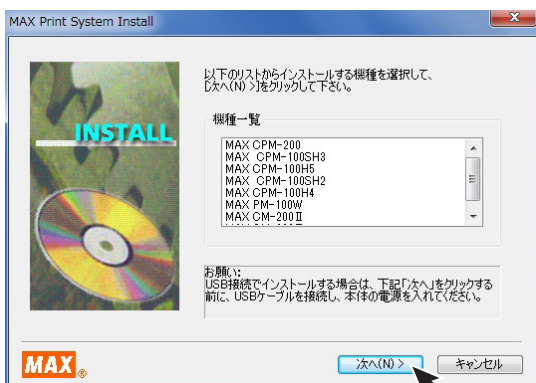 MAX Print System Install
INSTALL
以下のリストからインストールする機種を選択して、
[次へ(N) >]をクリックして下さい。
機種一覧
MAX CPM-200
MAX CPM-100SH3
MAX CPM-100H5
MAX CPM-100SH2
MAX CPM-100H4
MAX PM-100W
MAX CM-200Ⅱ
お願い:
USB接続でインストールする場合は、下記「次へ」をクリックする
前に、USBケーブルを接続し、本体の電源を入れてください。
MAX®
次へ(N) >
キャンセル